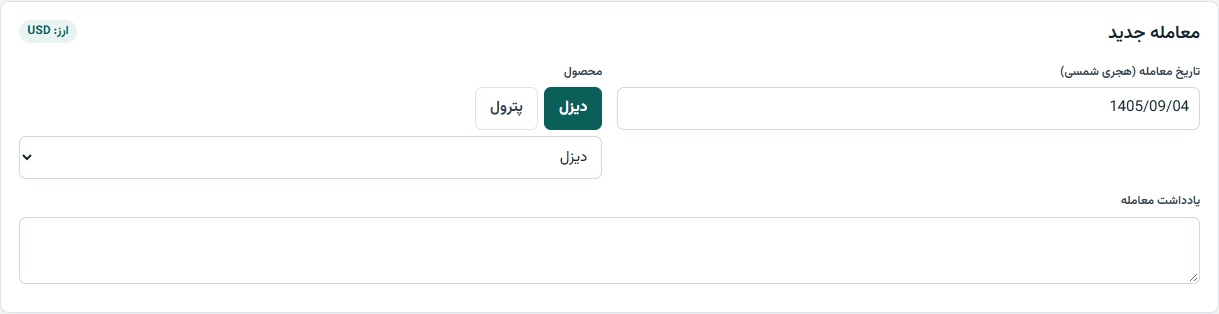 معامله جدید
ارز: USD
تاریخ معامله (هجری شمسی)
محصول
1405/09/04
دیزل
پترول
دیزل
یادداشت معامله